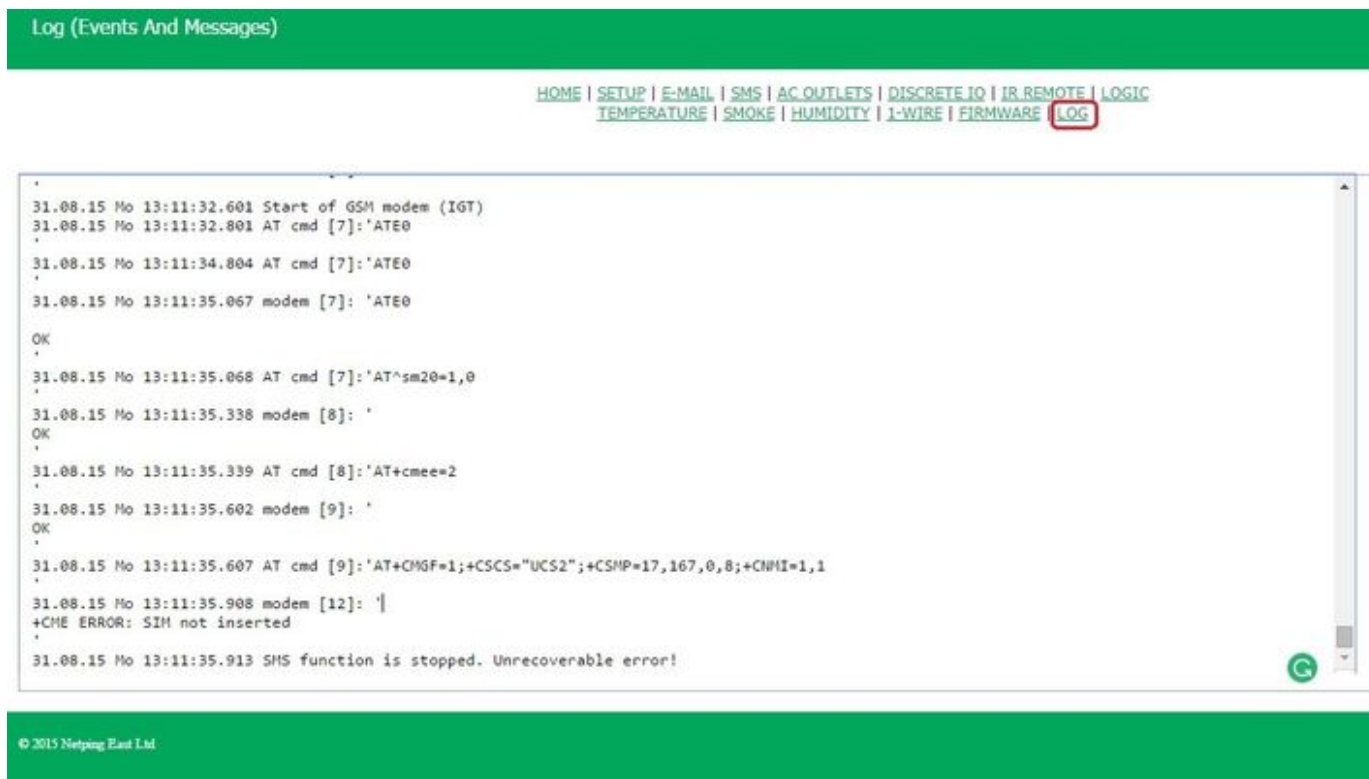 Log (Events And Messages)
HOME | SETUP | E-MAIL | SMS | AC OUTLETS | DISCRETE IO | IR REMOTE | LOGIC
TEMPERATURE | SMOKE | HUMIDITY | 1-WIRE | FIRMWARE | LOG
'
31.08.15 Mo 13:11:32.601 Start of GSM modem (IGT)
31.08.15 Mo 13:11:32.801 AT cmd [7]:'ATE0
'
31.08.15 Mo 13:11:34.804 AT cmd [7]:'ATE0
'
31.08.15 Mo 13:11:35.067 modem [7]: 'ATE0
OK
'
31.08.15 Mo 13:11:35.068 AT cmd [7]:'AT^sm20=1,0
'
31.08.15 Mo 13:11:35.338 modem [8]: '
OK
'
31.08.15 Mo 13:11:35.339 AT cmd [8]:'AT+cmee=2
'
31.08.15 Mo 13:11:35.602 modem [9]: '
OK
'
31.08.15 Mo 13:11:35.607 AT cmd [9]:'AT+CMGF=1;+CSCS="UCS2";+CSMP=17,167,0,8;+CNMI=1,1
'
31.08.15 Mo 13:11:35.908 modem [12]: '
+CME ERROR: SIM not inserted
'
31.08.15 Mo 13:11:35.913 SMS function is stopped. Unrecoverable error!
© 2015 Netping East Ltd